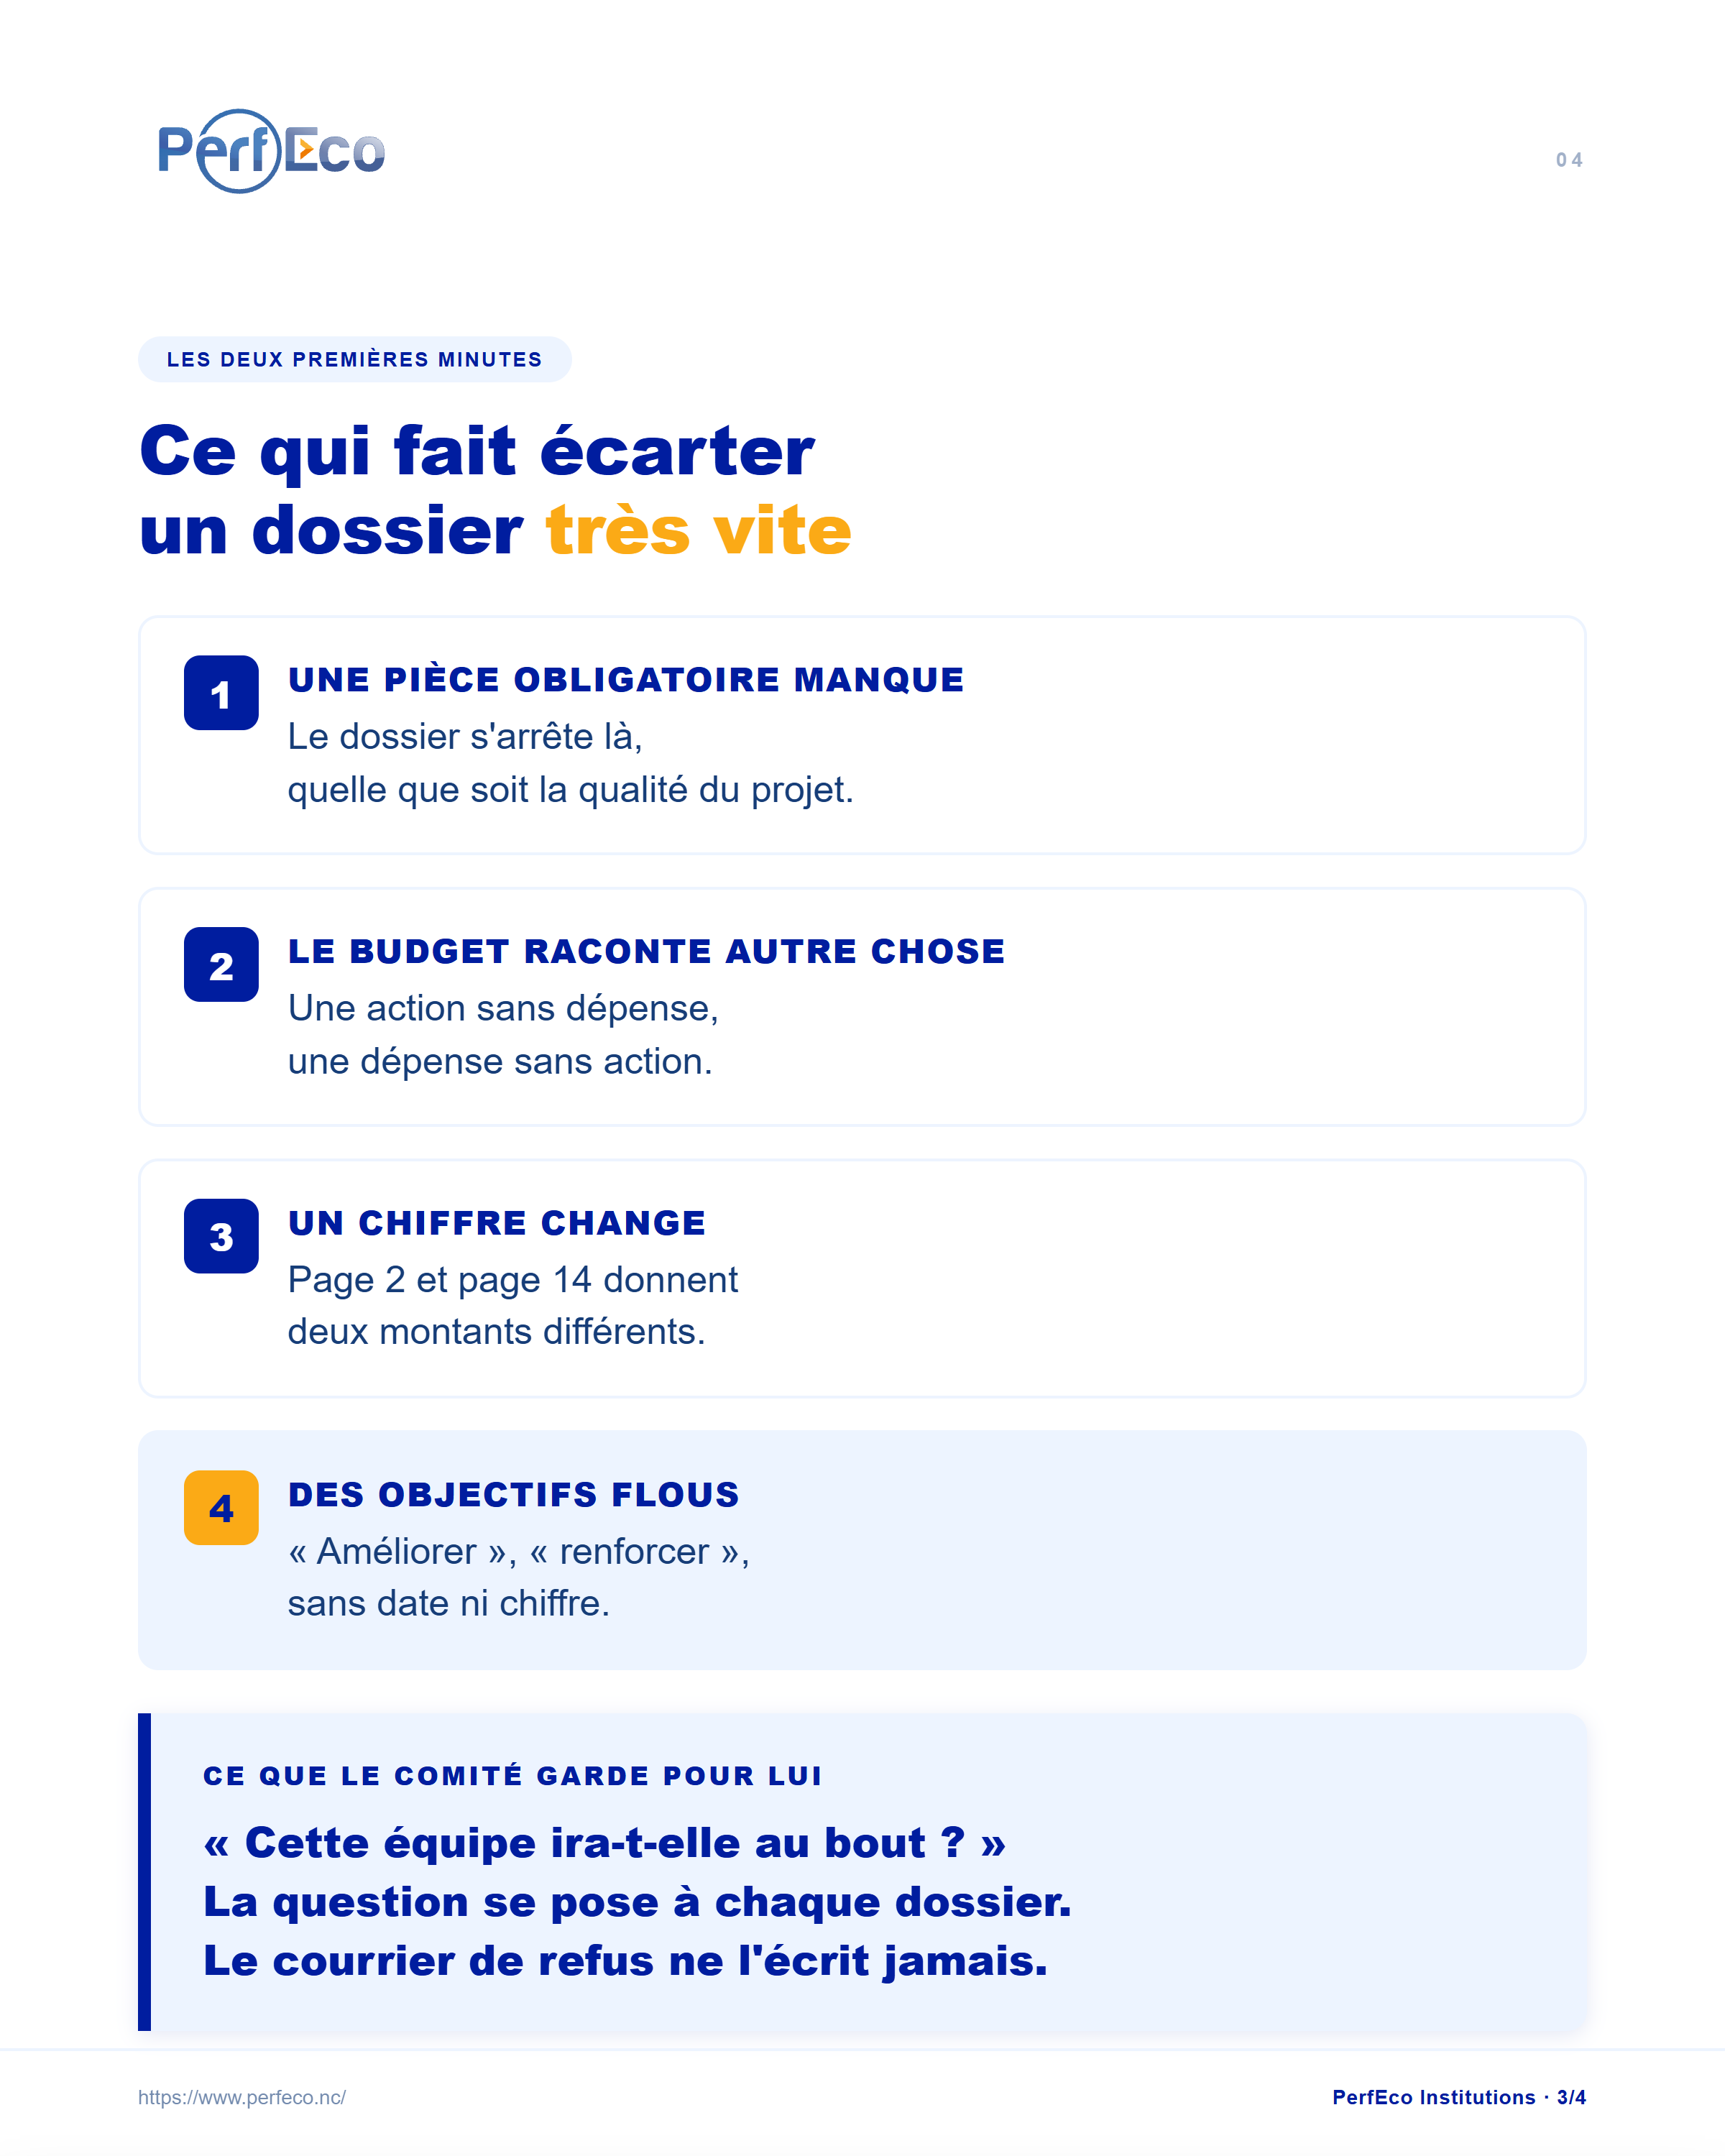 PerfEco
04
LES DEUX PREMIÈRES MINUTES
Ce qui fait écarter
un dossier très vite
1
UNE PIÈCE OBLIGATOIRE MANQUE
Le dossier s'arrête là,
quelle que soit la qualité du projet.
2
LE BUDGET RACONTE AUTRE CHOSE
Une action sans dépense,
une dépense sans action.
3
UN CHIFFRE CHANGE
Page 2 et page 14 donnent
deux montants différents.
4
DES OBJECTIFS FLOUS
« Améliorer », « renforcer »,
sans date ni chiffre.
CE QUE LE COMITÉ GARDE POUR LUI
« Cette équipe ira-t-elle au bout ? »
La question se pose à chaque dossier.
Le courrier de refus ne l'écrit jamais.
https://www.perfeco.nc/
PerfEco Institutions · 3/4